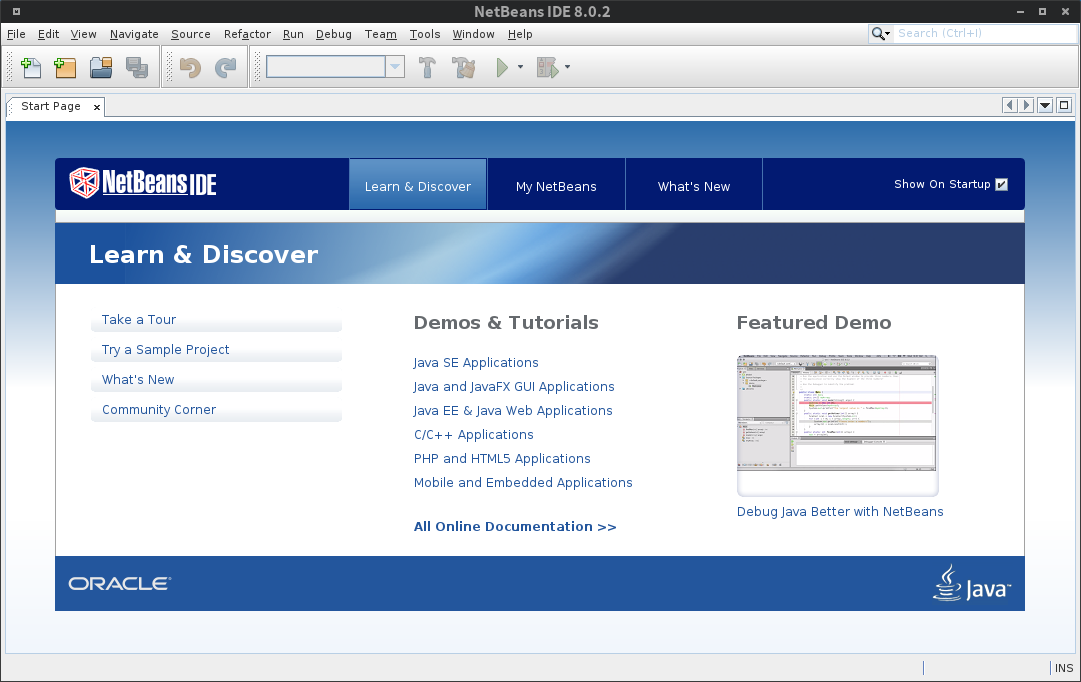 NetBeans IDE 8.0.2
File Edit View Navigate Source Refactor Run Debug Team Tools Window Help Search (Ctrl+I)
Start Page
NetBeans IDE Learn & Discover My NetBeans What's New Show On Startup
Learn & Discover
Take a Tour
Try a Sample Project
What's New
Community Corner
Demos & Tutorials
Java SE Applications
Java and JavaFX GUI Applications
Java EE & Java Web Applications
C/C++ Applications
PHP and HTML5 Applications
Mobile and Embedded Applications
All Online Documentation >>
Featured Demo
Debug Java Better with NetBeans
ORACLE Java
INS